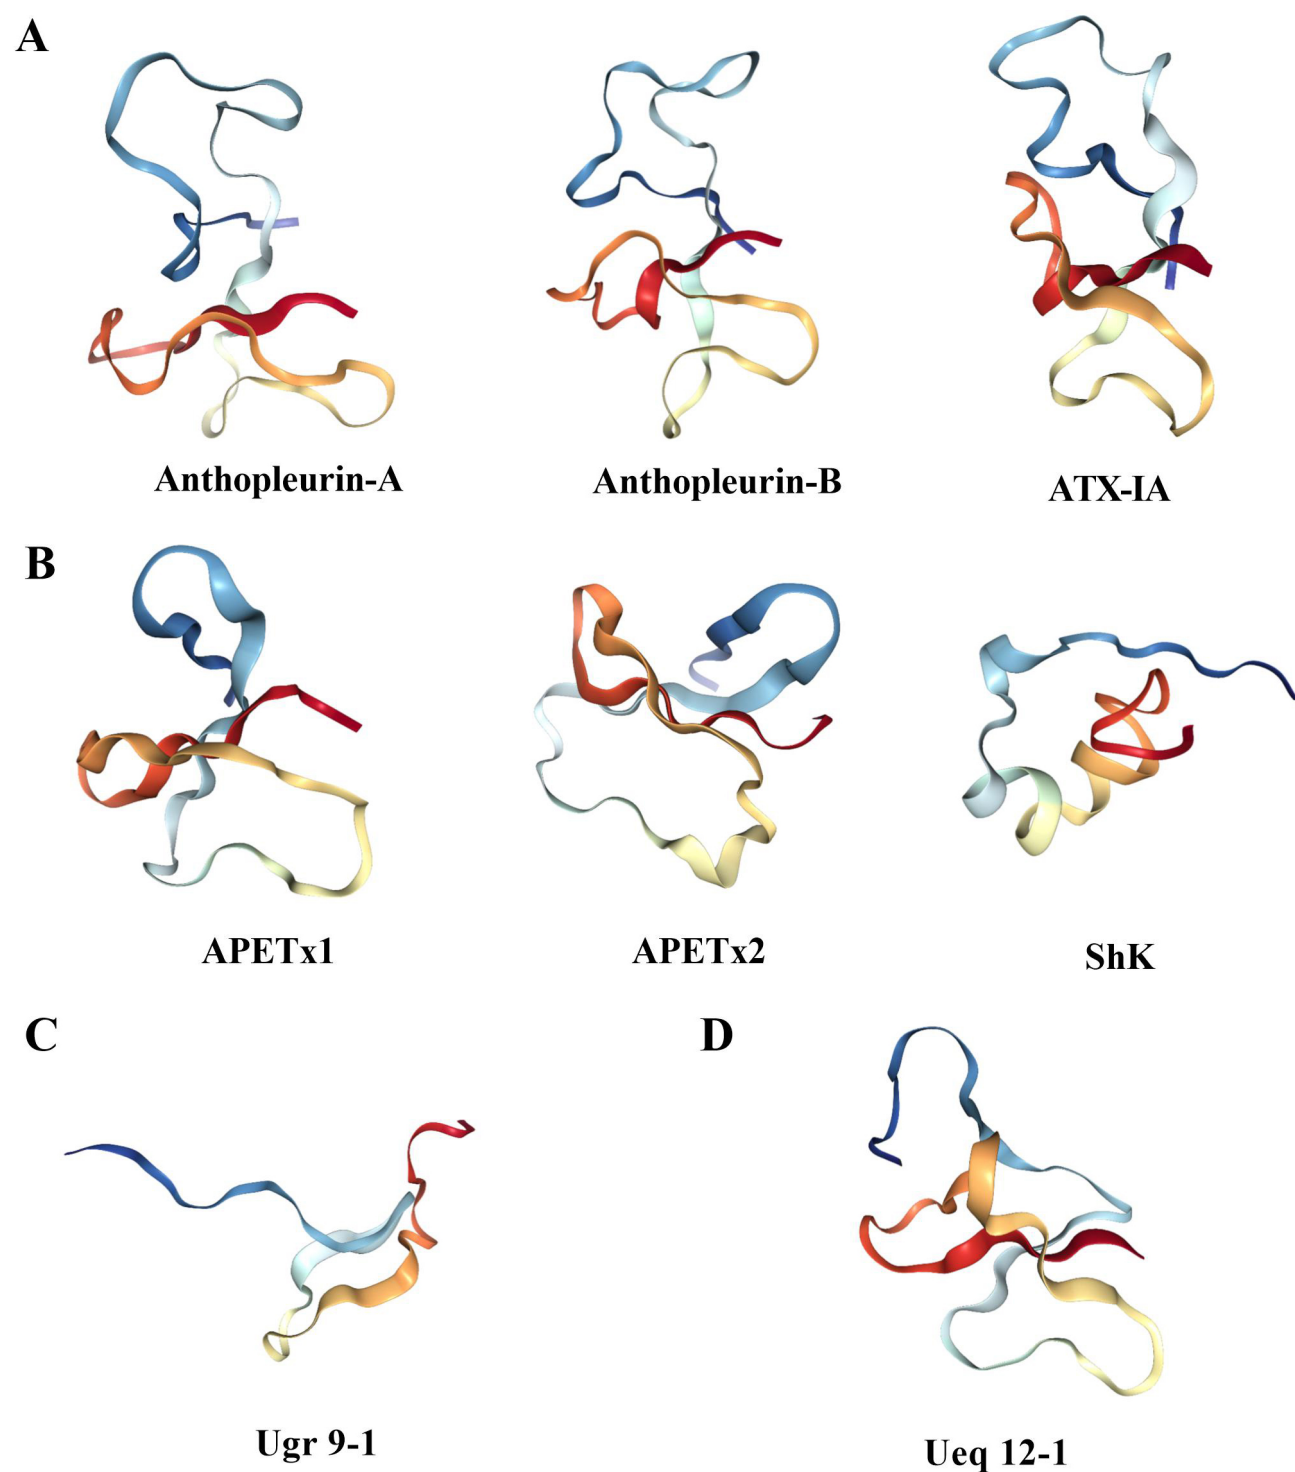 A
Anthopleurin-A
Anthopleurin-B
ATX-IA
B
APETx1
APETx2
ShK
C
D
Ugr 9-1
Ueq 12-1